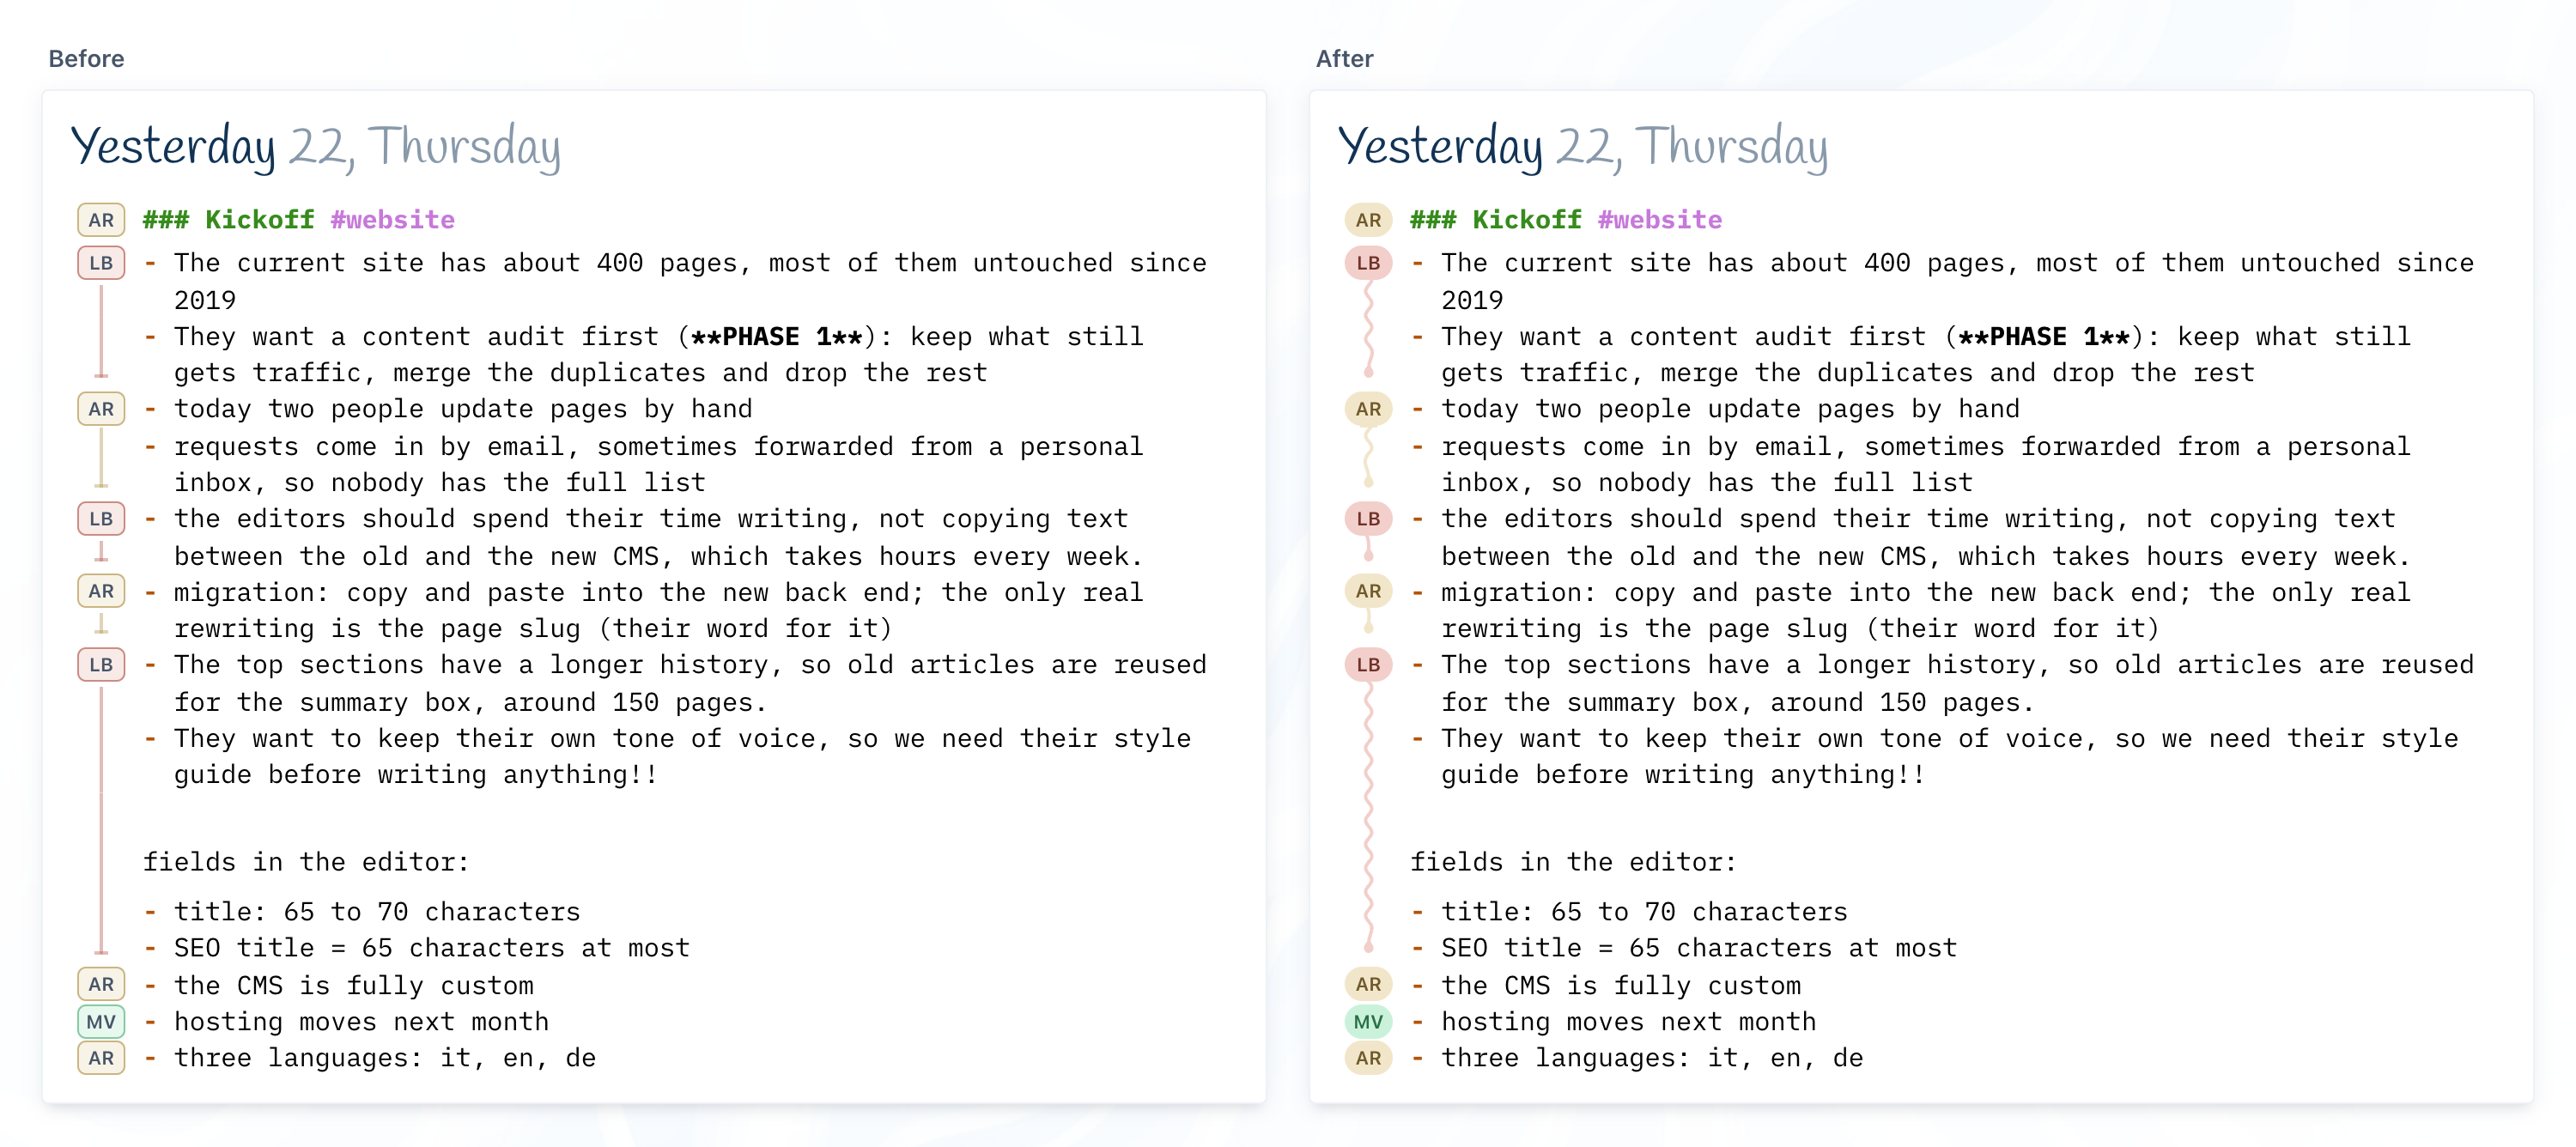 Before
Yesterday 22, Thursday
AR ### Kickoff #website
LB - The current site has about 400 pages, most of them untouched since
2019
- They want a content audit first (**PHASE 1**): keep what still
gets traffic, merge the duplicates and drop the rest
AR - today two people update pages by hand
- requests come in by email, sometimes forwarded from a personal
inbox, so nobody has the full list
LB - the editors should spend their time writing, not copying text
between the old and the new CMS, which takes hours every week.
AR - migration: copy and paste into the new back end; the only real
rewriting is the page slug (their word for it)
LB - The top sections have a longer history, so old articles are reused
for the summary box, around 150 pages.
- They want to keep their own tone of voice, so we need their style
guide before writing anything!!
fields in the editor:
- title: 65 to 70 characters
- SEO title = 65 characters at most
AR - the CMS is fully custom
MV - hosting moves next month
AR - three languages: it, en, de
After
Yesterday 22, Thursday
AR ### Kickoff #website
LB - The current site has about 400 pages, most of them untouched since
2019
- They want a content audit first (**PHASE 1**): keep what still
gets traffic, merge the duplicates and drop the rest
AR - today two people update pages by hand
- requests come in by email, sometimes forwarded from a personal
inbox, so nobody has the full list
LB - the editors should spend their time writing, not copying text
between the old and the new CMS, which takes hours every week.
AR - migration: copy and paste into the new back end; the only real
rewriting is the page slug (their word for it)
LB - The top sections have a longer history, so old articles are reused
for the summary box, around 150 pages.
- They want to keep their own tone of voice, so we need their style
guide before writing anything!!
fields in the editor:
- title: 65 to 70 characters
- SEO title = 65 characters at most
AR - the CMS is fully custom
MV - hosting moves next month
AR - three languages: it, en, de